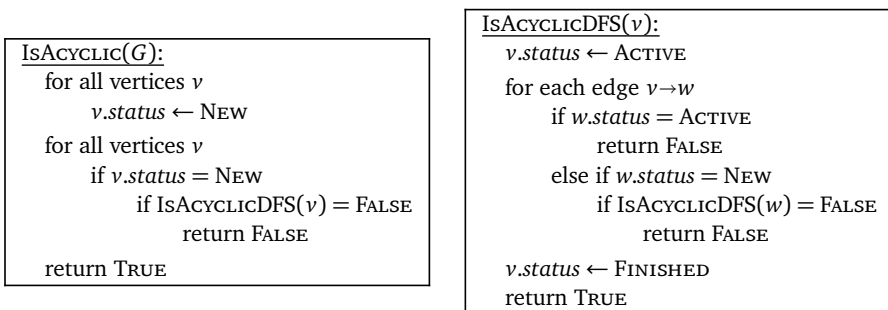 IsAcyclic(G):
for all vertices v
v.status ← New
for all vertices v
if v.status = New
if IsAcyclicDFS(v) = False
return False
return True
IsAcyclicDFS(v):
v.status ← Active
for each edge v→w
if w.status = Active
return False
else if w.status = New
if IsAcyclicDFS(w) = False
return False
v.status ← Finished
return True